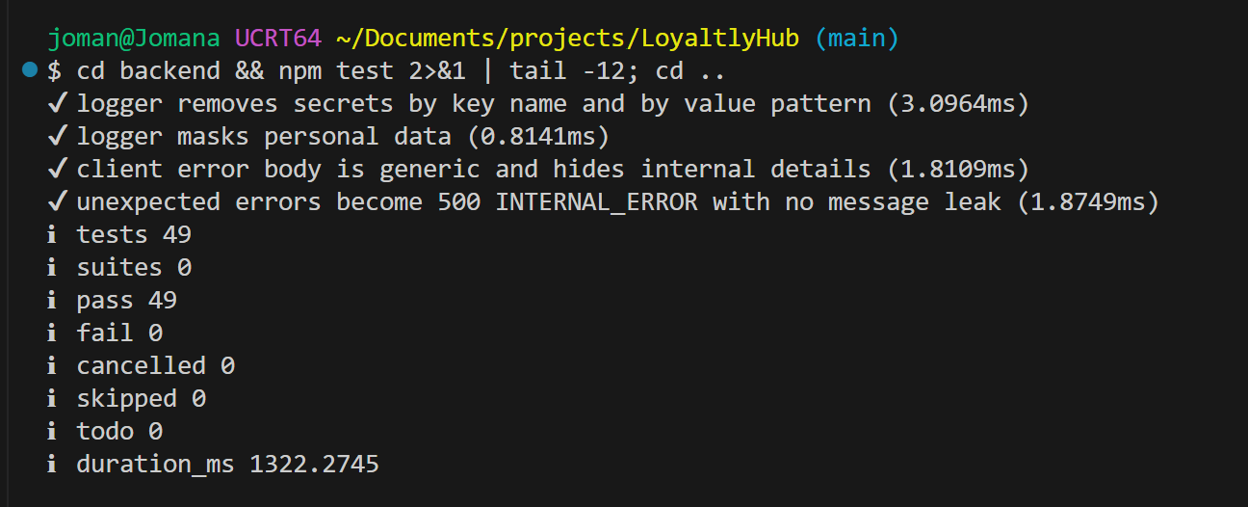 joman@Jomana UCRT64 ~/Documents/projects/LoyaltlyHub (main)
$ cd backend && npm test 2>&1 | tail -12; cd ..
✓ logger removes secrets by key name and by value pattern (3.0964ms)
✓ logger masks personal data (0.8141ms)
✓ client error body is generic and hides internal details (1.8109ms)
✓ unexpected errors become 500 INTERNAL_ERROR with no message leak (1.8749ms)
ℹ tests 49
ℹ suites 0
ℹ pass 49
ℹ fail 0
ℹ cancelled 0
ℹ skipped 0
ℹ todo 0
ℹ duration_ms 1322.2745